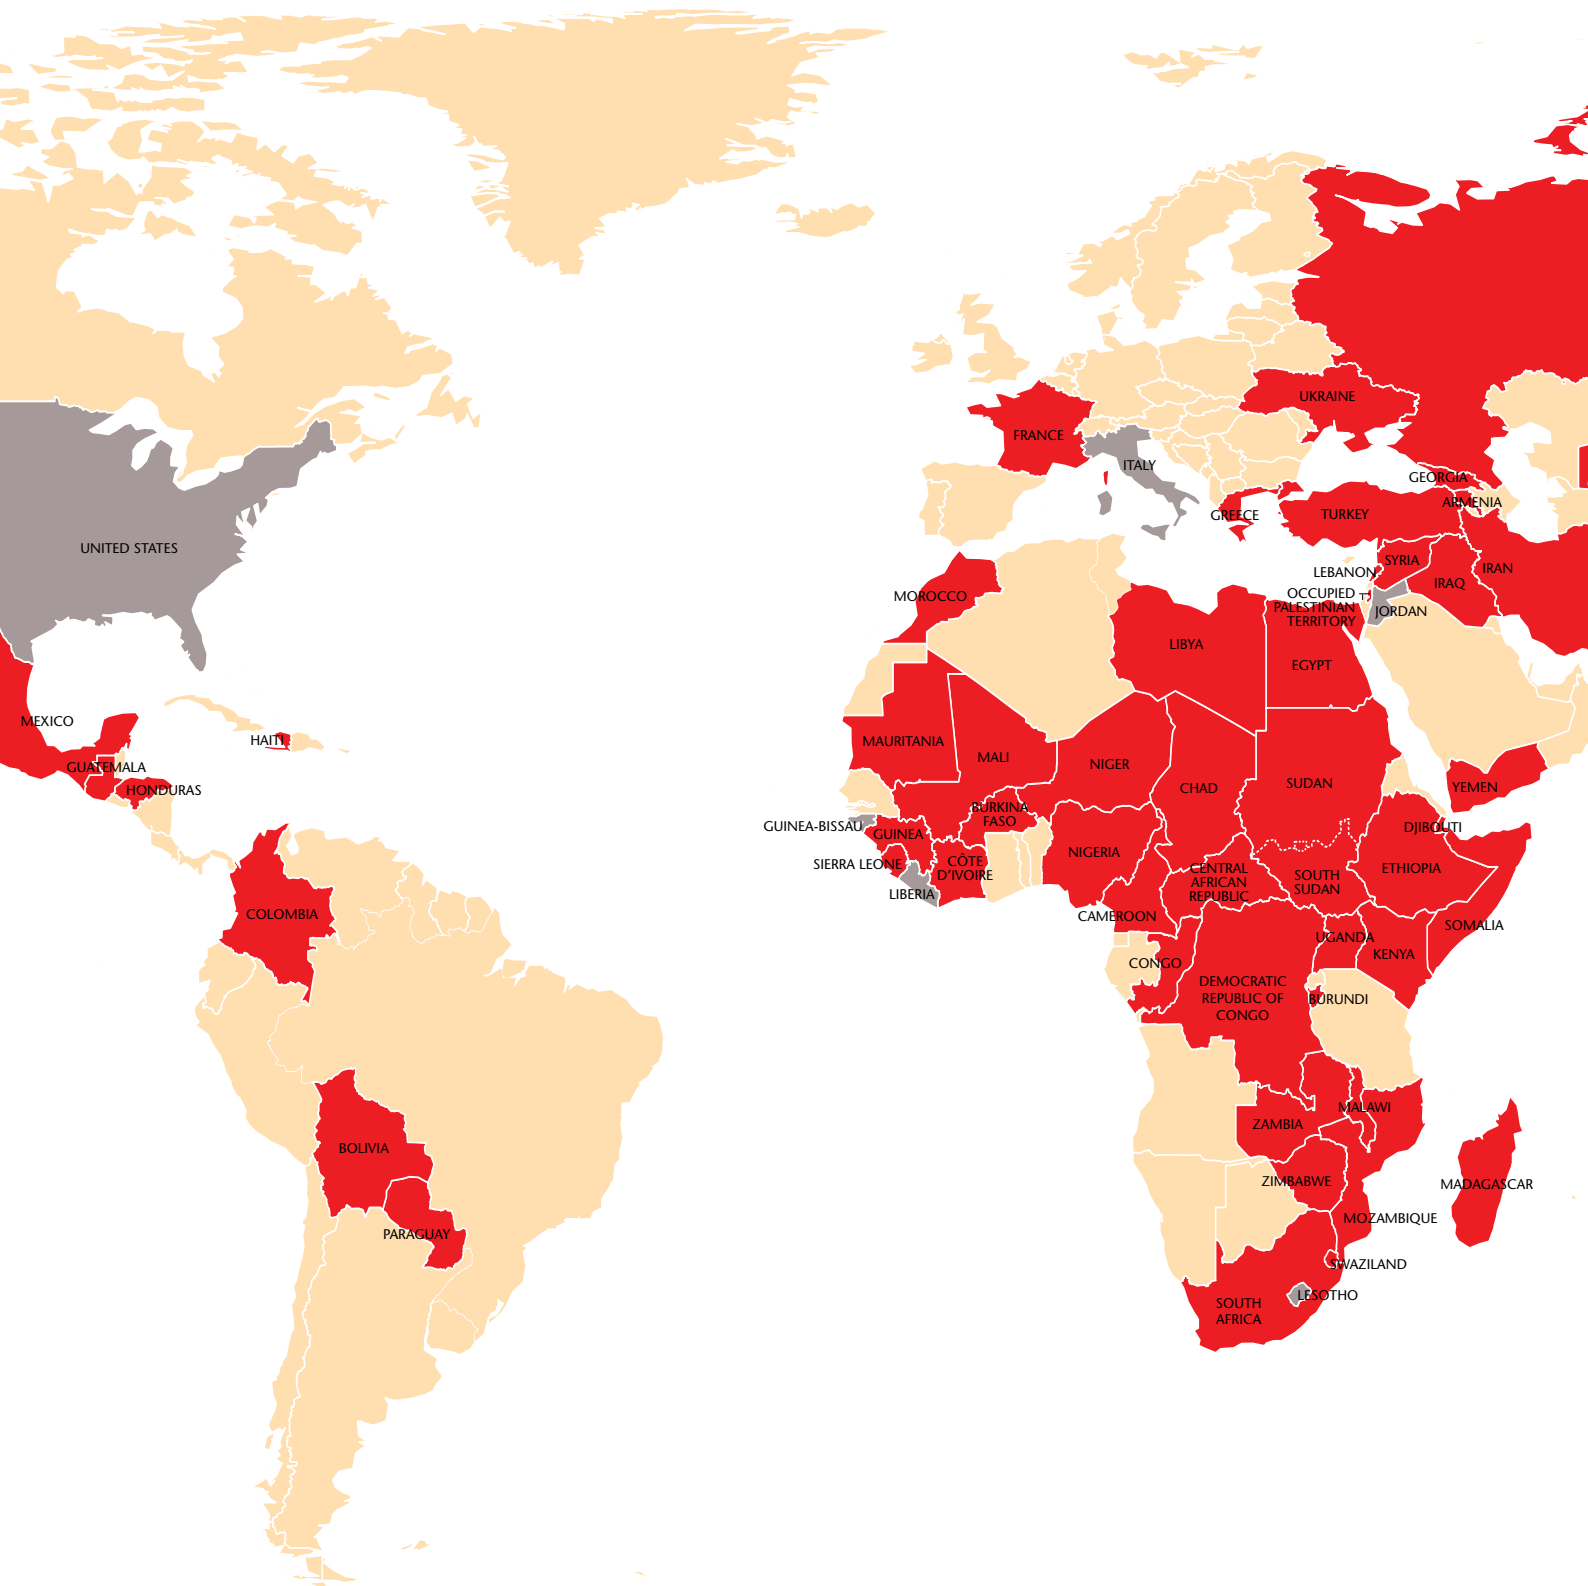 UKRAINE
FRANCE
ITALY
GEORGIA
ARMENIA
GREECE
TURKEY
UNITED STATES
SYRIA
LEBANON
IRAQ
IRAN
MOROCCO
OCCUPIED
PALESTINIAN
TERRITORY
JORDAN
LIBYA
EGYPT
MEXICO
HAITI
MAURITANIA
MALI
NIGER
GUATEMALA
HONDURAS
CHAD
SUDAN
YEMEN
BURKINA
FASO
GUINEA-BISSAU
GUINEA
DJIBOUTI
SIERRA LEONE
CÔTE
D'IVOIRE
NIGERIA
CENTRAL
AFRICAN
REPUBLIC
SOUTH
SUDAN
ETHIOPIA
LIBERIA
COLOMBIA
CAMEROON
SOMALIA
UGANDA
KENYA
CONGO
DEMOCRATIC
REPUBLIC OF
CONGO
BURUNDI
MALAWI
ZAMBIA
BOLIVIA
ZIMBABWE
MADAGASCAR
MOZAMBIQUE
PARAGUAY
SWAZILAND
LESOTHO
SOUTH
AFRICA